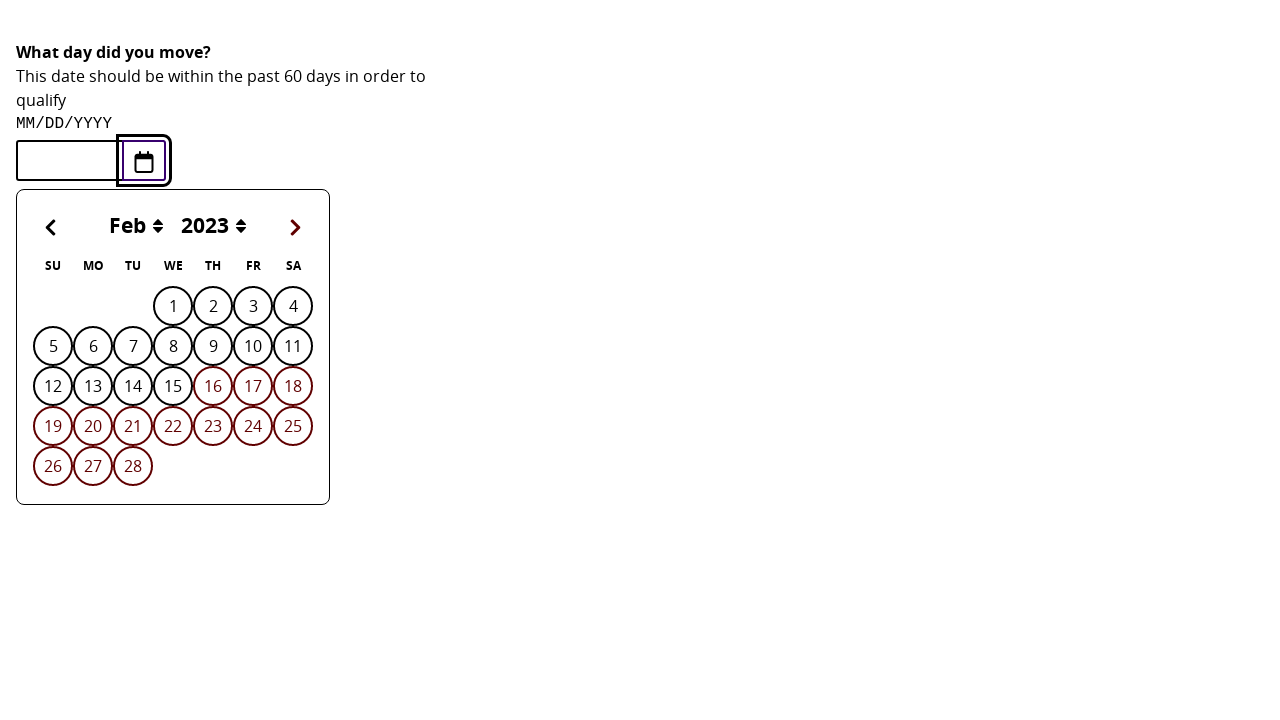 What day did you move?
This date should be within the past 60 days in order to
qualify
MM/DD/YYYY
Feb 2023
SU MO TU WE TH FR SA
1 2 3 4
5 6 7 8 9 10 11
12 13 14 15 16 17 18
19 20 21 22 23 24 25
26 27 28